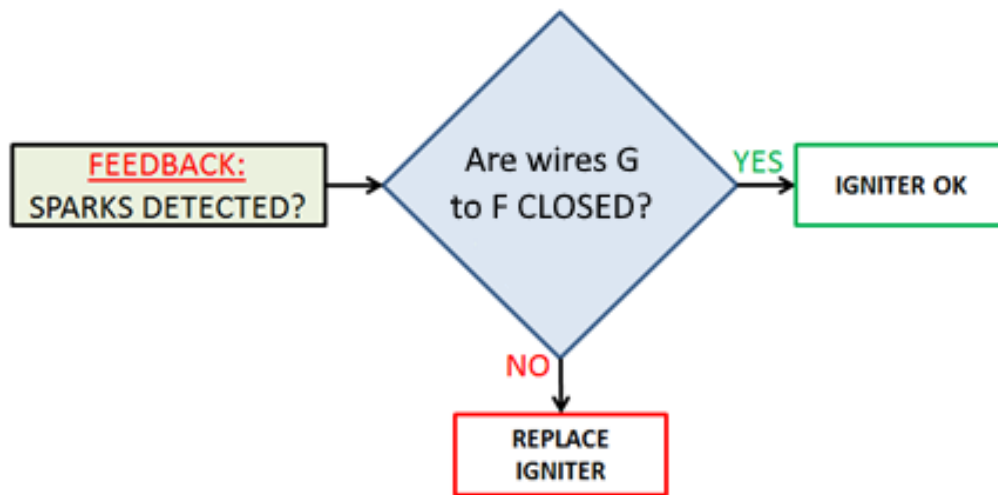 FEEDBACK:
SPARKS DETECTED?
Are wires G
to F CLOSED?
YES
IGNITER OK
NO
REPLACE
IGNITER